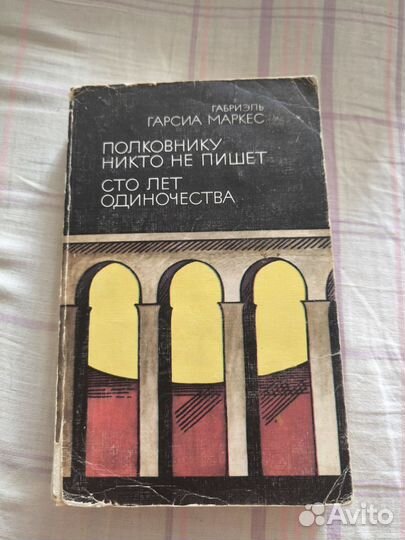 ГАБРИЭЛЬ
ГАРСИА МАРКЕС
ПОЛКОВНИКУ
НИКТО НЕ ПИШЕТ
СТО ЛЕТ
ОДИНОЧЕСТВА
Avito